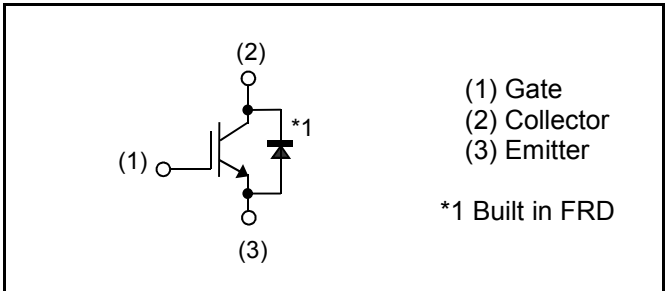 (2)
*1
(1)
(3)
(1) Gate
(2) Collector
(3) Emitter
*1 Built in FRD